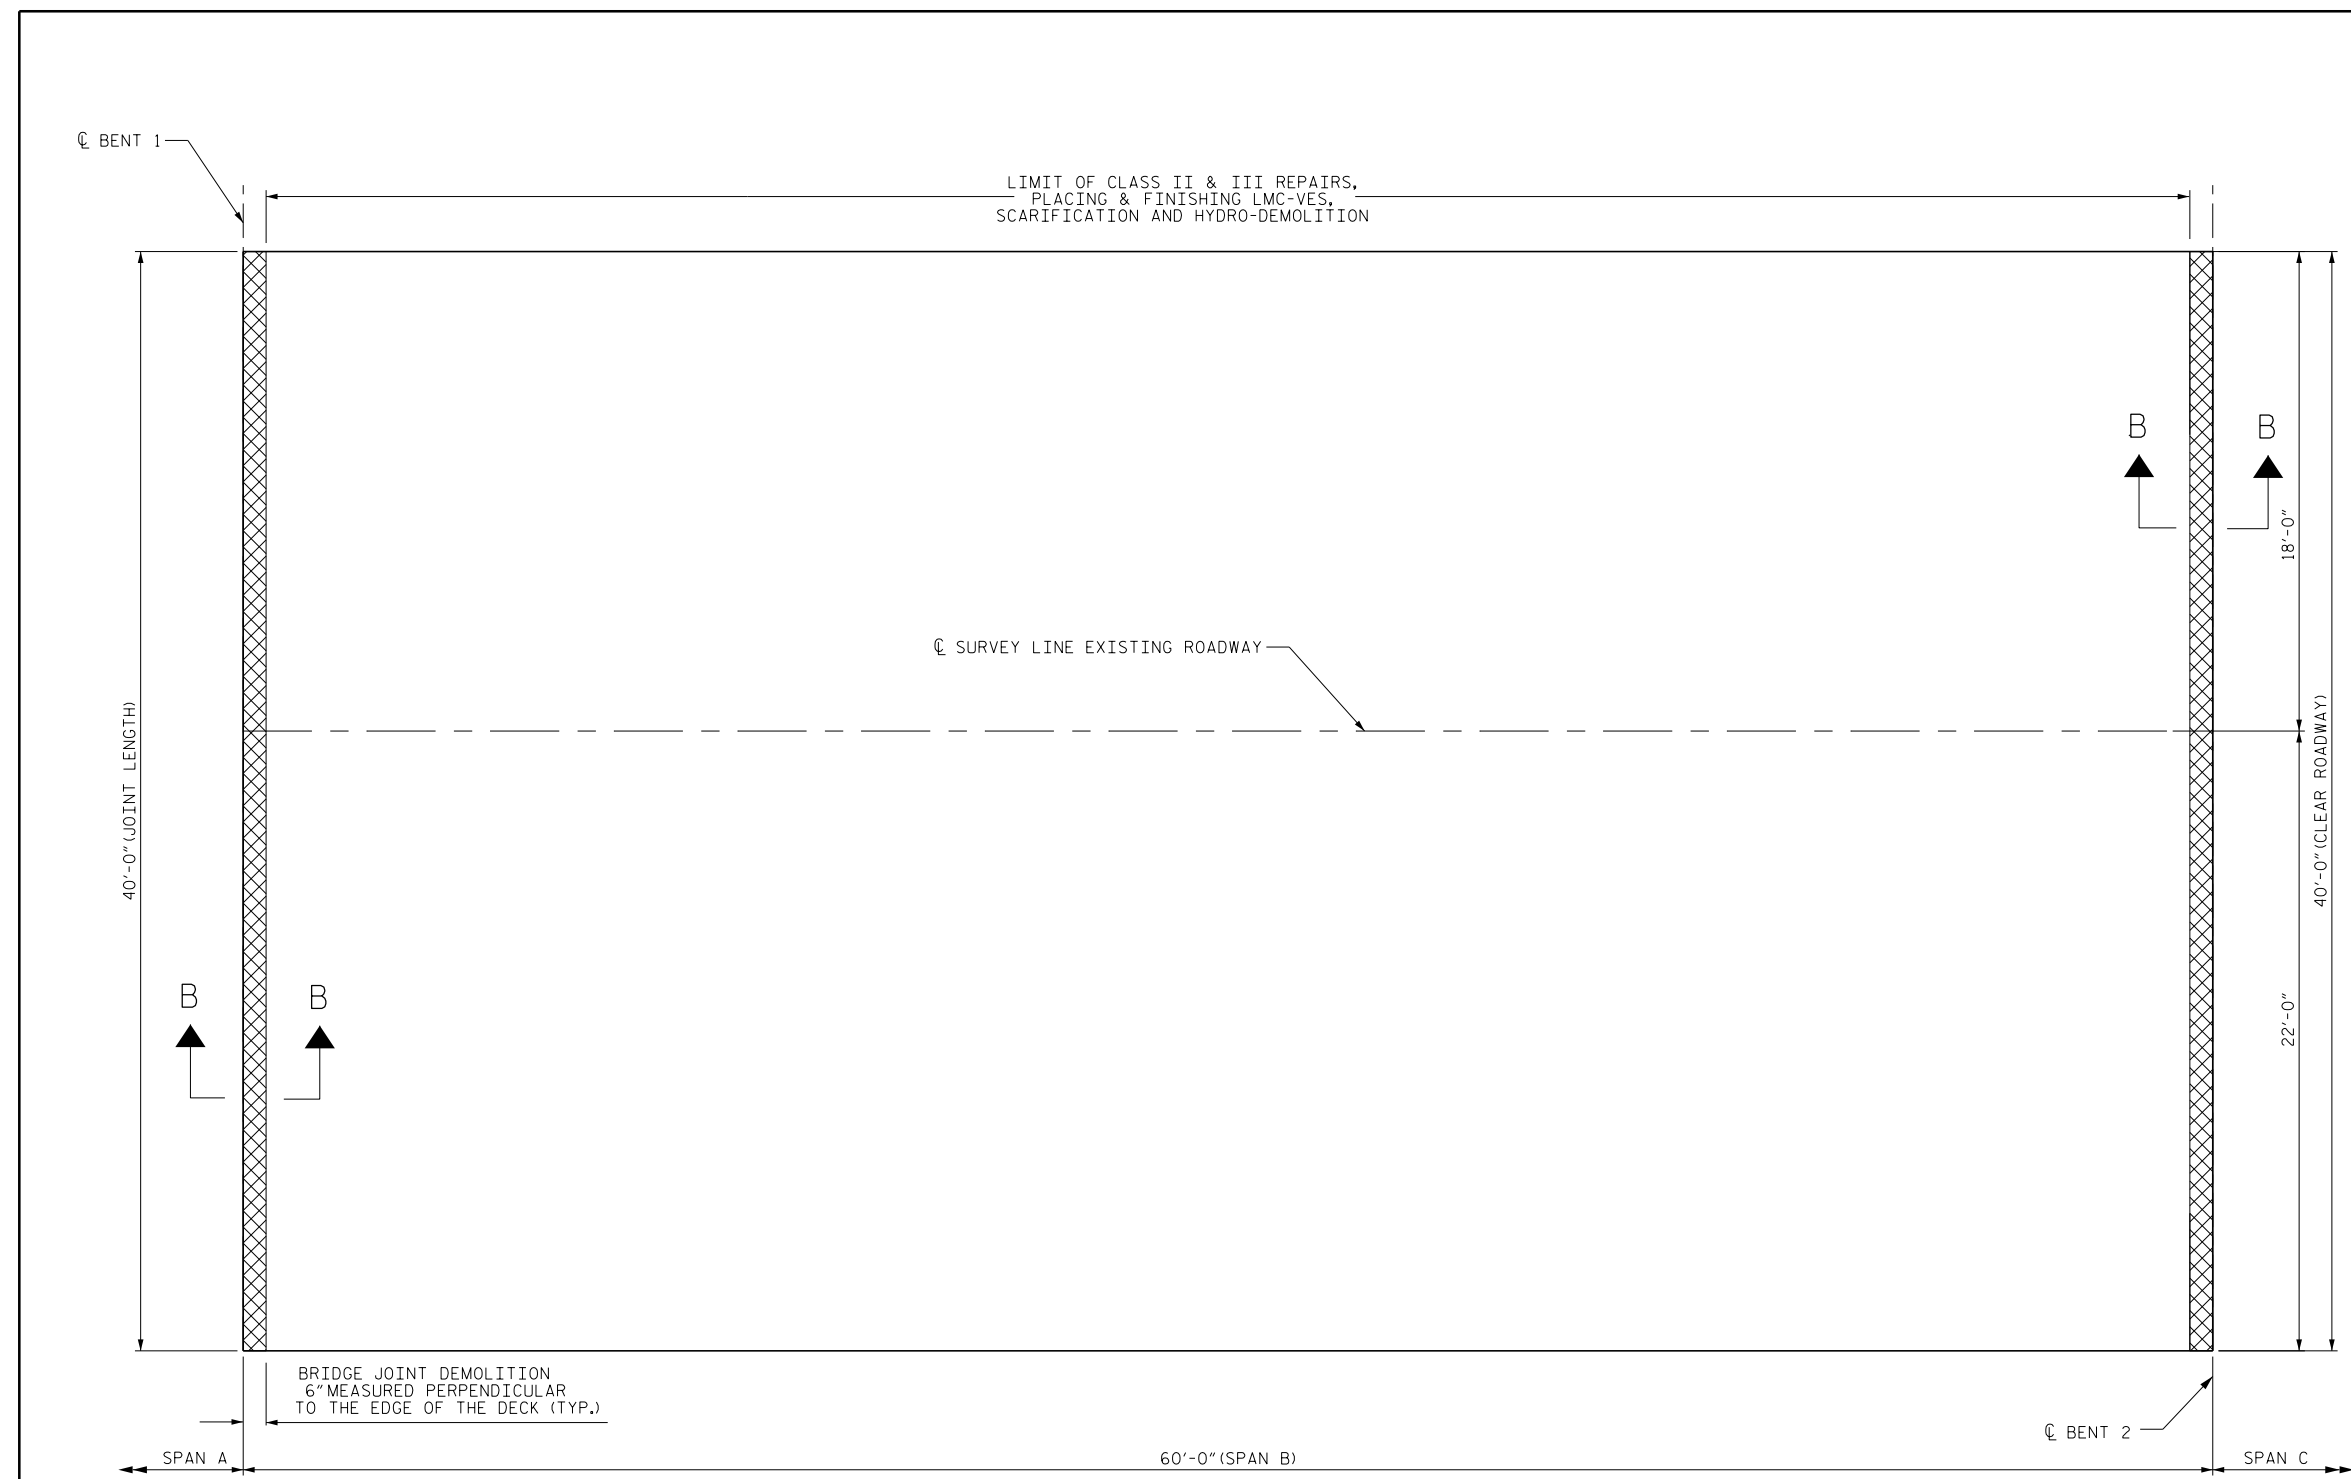 ℄ BENT 1
LIMIT OF CLASS II & III REPAIRS,
PLACING & FINISHING LMC-VES,
SCARIFICATION AND HYDRO-DEMOLITION
B
B
18'-0"
℄ SURVEY LINE EXISTING ROADWAY
40'-0"(JOINT LENGTH)
40'-0"(CLEAR ROADWAY)
B
B
22'-0"
BRIDGE JOINT DEMOLITION
6"MEASURED PERPENDICULAR
TO THE EDGE OF THE DECK (TYP.)
℄ BENT 2
SPAN A
60'-0"(SPAN B)
SPAN C